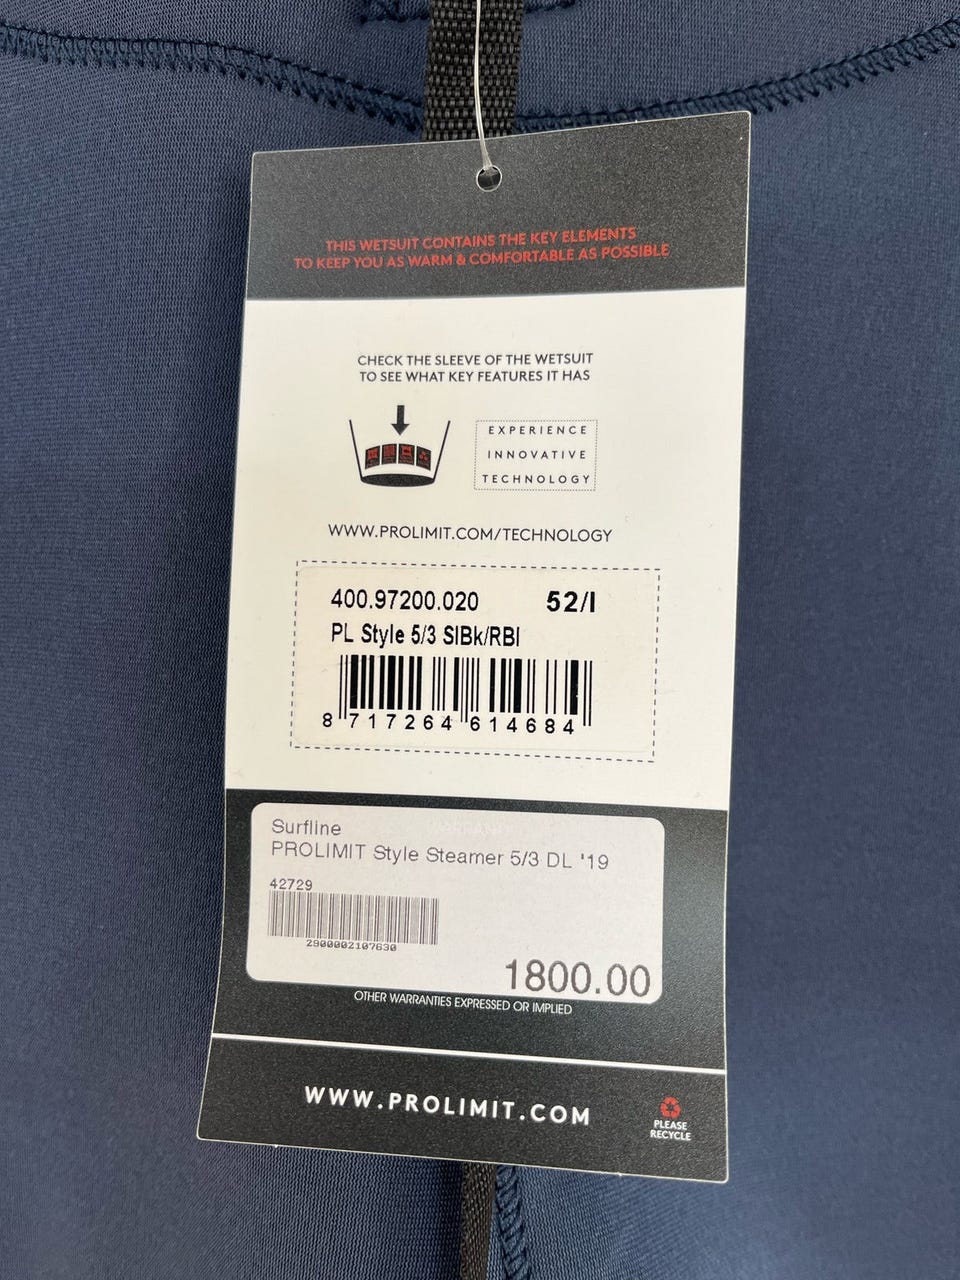 THIS WETSUIT CONTAINS THE KEY ELEMENTS
TO KEEP YOU AS WARM & COMFORTABLE AS POSSIBLE
CHECK THE SLEEVE OF THE WETSUIT
TO SEE WHAT KEY FEATURES IT HAS
EXPERIENCE
INNOVATIVE
TECHNOLOGY
WWW.PROLIMIT.COM/TECHNOLOGY
400.97200.020 52/l
PL Style 5/3 SlBk/RBl
8 717264 614684
Surfline
PROLIMIT Style Steamer 5/3 DL '19
42729
2900002107630
1800.00
OTHER WARRANTIES EXPRESSED OR IMPLIED
WWW.PROLIMIT.COM
PLEASE
RECYCLE